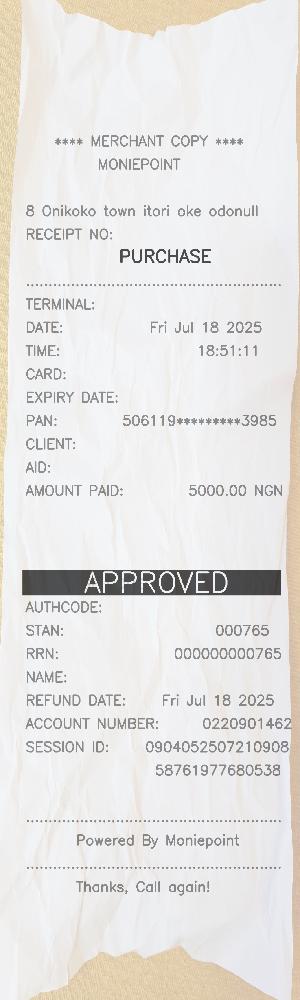 **** MERCHANT COPY ****
MONIEPOINT
8 Onikoko town itori oke odonull
RECEIPT NO:
PURCHASE
TERMINAL:
DATE: Fri Jul 18 2025
TIME: 18:51:11
CARD:
EXPIRY DATE:
PAN: 506119*********3985
CLIENT:
AID:
AMOUNT PAID: 5000.00 NGN
APPROVED
AUTHCODE:
STAN: 000765
RRN: 000000000765
NAME:
REFUND DATE: Fri Jul 18 2025
ACCOUNT NUMBER: 0220901462
SESSION ID: 0904052507210908
58761977680538
Powered By Moniepoint
Thanks, Call again!